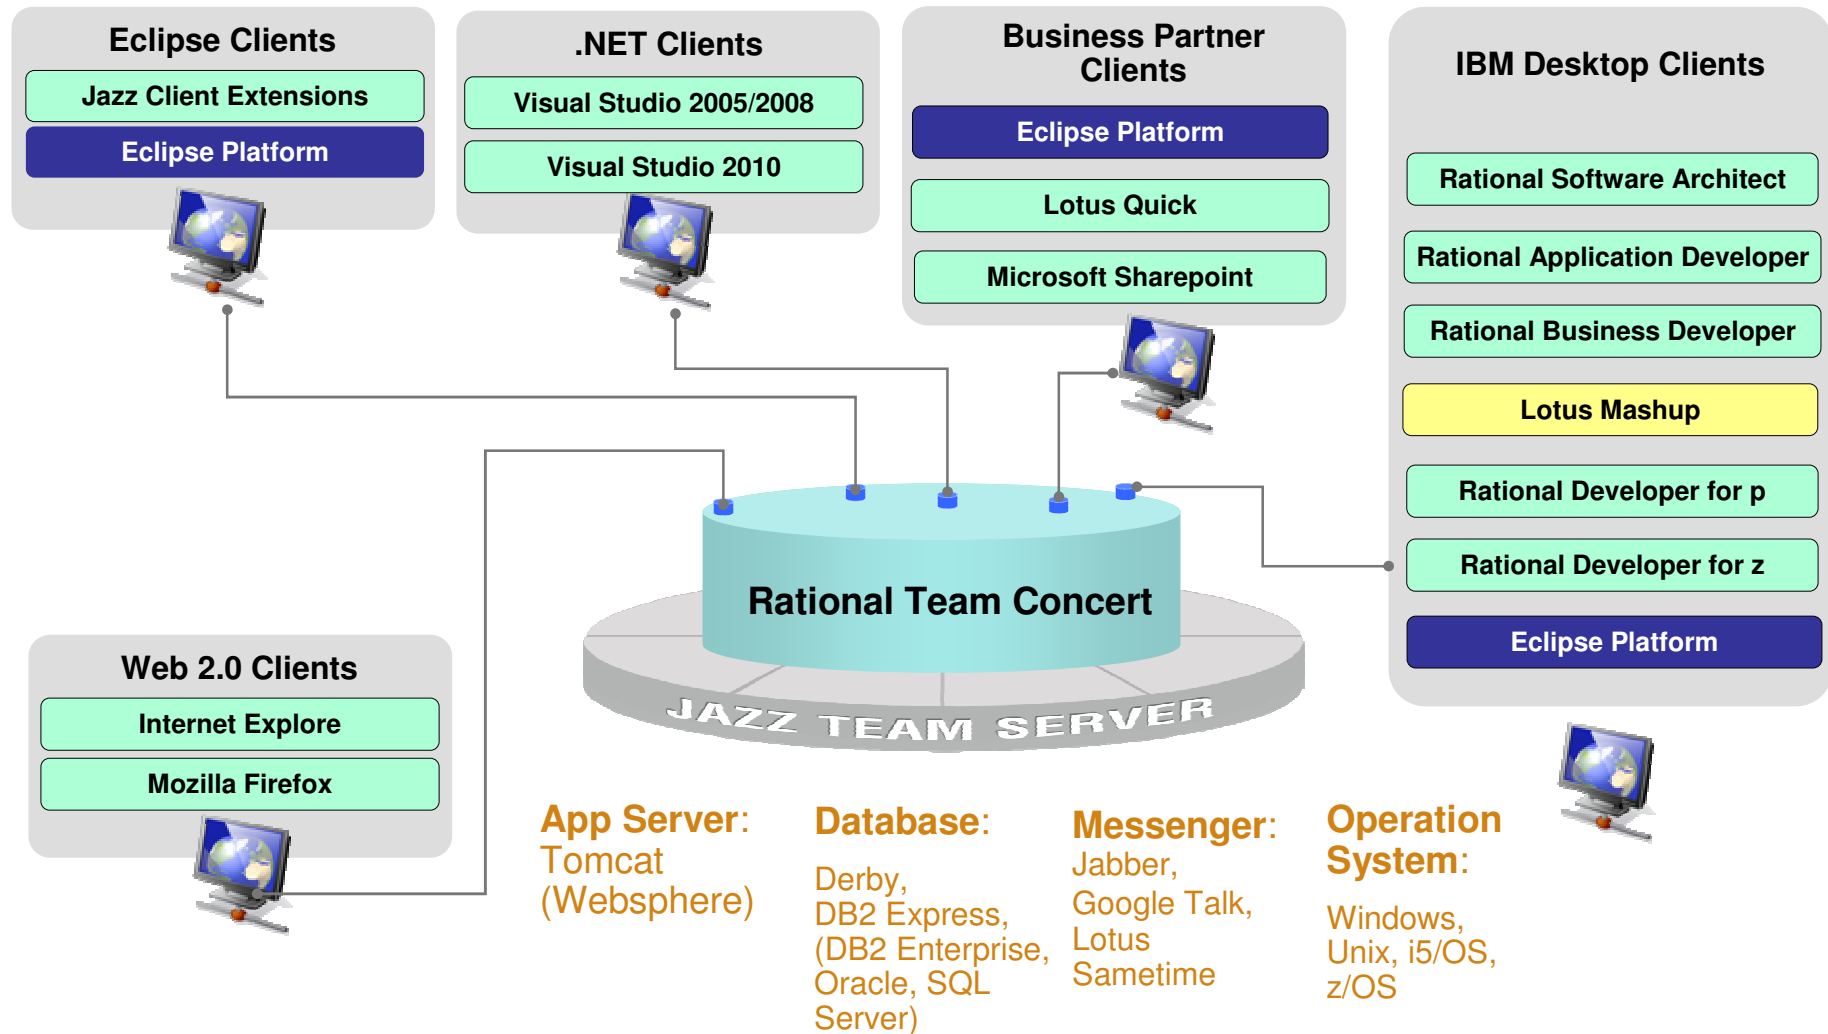 Eclipse Clients
Jazz Client Extensions
Eclipse Platform
.NET Clients
Visual Studio 2005/2008
Visual Studio 2010
Business Partner
Clients
Eclipse Platform
Lotus Quick
Microsoft Sharepoint
IBM Desktop Clients
Rational Software Architect
Rational Application Developer
Rational Business Developer
Lotus Mashup
Rational Developer for p
Rational Developer for z
Eclipse Platform
Rational Team Concert
JAZZ TEAM SERVER
Web 2.0 Clients
Internet Explore
Mozilla Firefox
App Server:
Tomcat
(Websphere)
Database:
Derby,
DB2 Express,
(DB2 Enterprise,
Oracle, SQL
Server)
Messenger:
Jabber,
Google Talk,
Lotus
Sametime
Operation
System:
Windows,
Unix, i5/OS,
z/OS